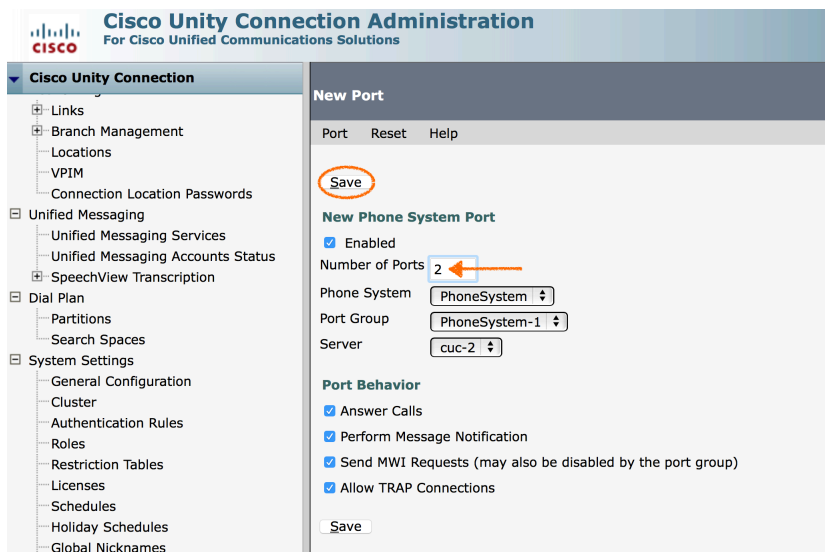 Cisco Unity Connection Administration
For Cisco Unified Communications Solutions
CISCO
Cisco Unity Connection
Links
Branch Management
Locations
VPIM
Connection Location Passwords
Unified Messaging
Unified Messaging Services
Unified Messaging Accounts Status
SpeechView Transcription
Dial Plan
Partitions
Search Spaces
System Settings
General Configuration
Cluster
Authentication Rules
Roles
Restriction Tables
Licenses
Schedules
Holiday Schedules
Global Nicknames
New Port
Port Reset Help
Save
New Phone System Port
Enabled
Number of Ports 2
Phone System PhoneSystem
Port Group PhoneSystem-1
Server cuc-2
Port Behavior
Answer Calls
Perform Message Notification
Send MWI Requests (may also be disabled by the port group)
Allow TRAP Connections
Save